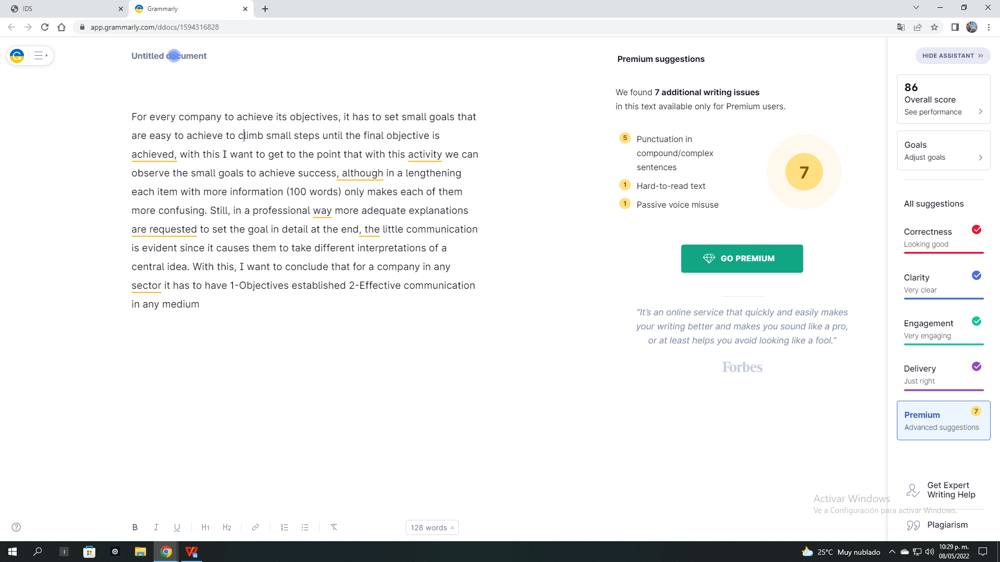 IDS
Grammarly
app.grammarly.com/ddocs/1594316828
Untitled document
For every company to achieve its objectives, it has to set small goals that
are easy to achieve to climb small steps until the final objective is
achieved, with this I want to get to the point that with this activity we can
observe the small goals to achieve success, although in a lengthening
each item with more information (100 words) only makes each of them
more confusing. Still, in a professional way more adequate explanations
are requested to set the goal in detail at the end, the little communication
is evident since it causes them to take different interpretations of a
central idea. With this, I want to conclude that for a company in any
sector it has to have 1-Objectives established 2-Effective communication
in any medium
B I U H1 H2
128 words
Premium suggestions
We found 7 additional writing issues
in this text available only for Premium users.
5 Punctuation in
compound/complex
sentences
1 Hard-to-read text
1 Passive voice misuse
7
GO PREMIUM
“It’s an online service that quickly and easily makes
your writing better and makes you sound like a pro,
or at least helps you avoid looking like a fool.”
Forbes
HIDE ASSISTANT
86
Overall score
See performance
Goals
Adjust goals
All suggestions
Correctness
Looking good
Clarity
Very clear
Engagement
Very engaging
Delivery
Just right
Premium 7
Advanced suggestions
Get Expert
Writing Help
Activar Windows
Ve a Configuración para activar Windows.
Plagiarism
25°C Muy nublado
10:29 p. m.
08/05/2022